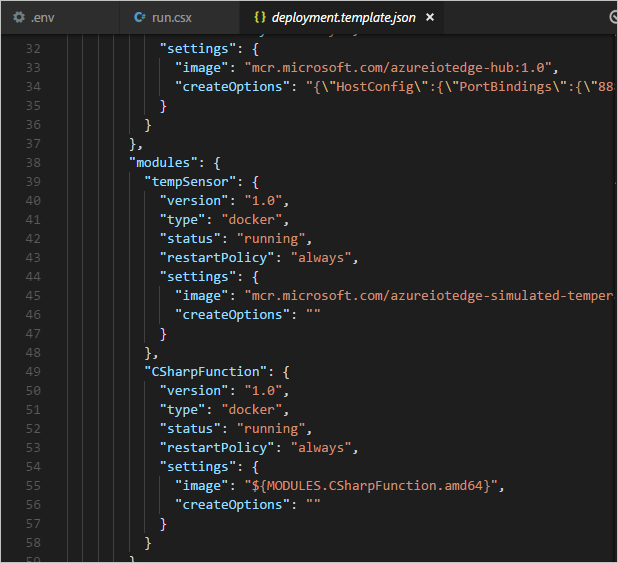 .env
run.csx
deployment.template.json
32 "settings": {
33 "image": "mcr.microsoft.com/azureiotedge-hub:1.0",
34 "createOptions": "{\"HostConfig\":{\"PortBindings\":{\"88
35 }
36 }
37 },
38 "modules": {
39 "tempSensor": {
40 "version": "1.0",
41 "type": "docker",
42 "status": "running",
43 "restartPolicy": "always",
44 "settings": {
45 "image": "mcr.microsoft.com/azureiotedge-simulated-temper
46 "createOptions": ""
47 }
48 },
49 "CSharpFunction": {
50 "version": "1.0",
51 "type": "docker",
52 "status": "running",
53 "restartPolicy": "always",
54 "settings": {
55 "image": "${MODULES.CSharpFunction.amd64}",
56 "createOptions": ""
57 }
58 }
59 }